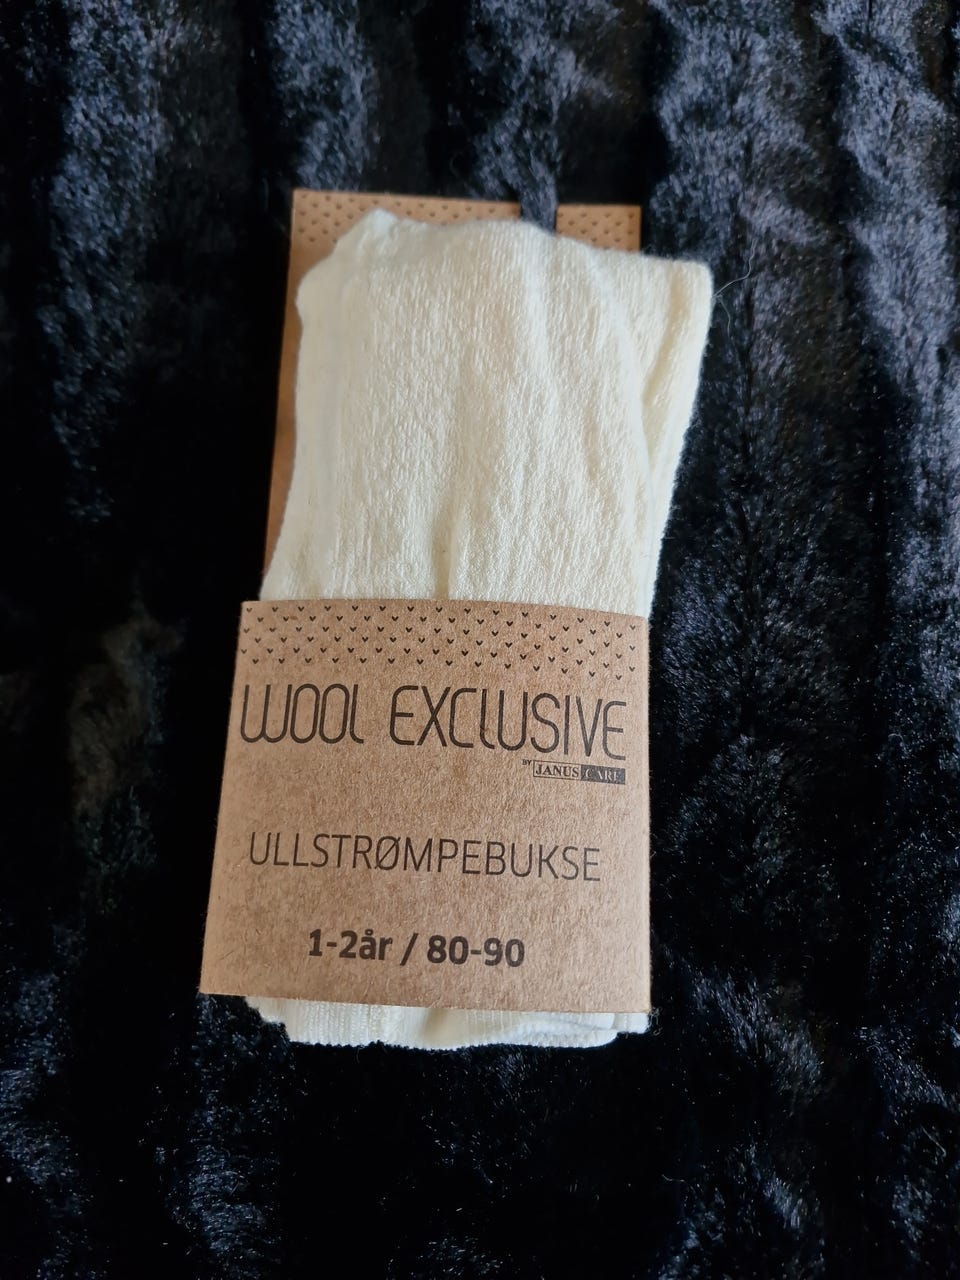 WOOL EXCLUSIVE
BY JANUS CARE
ULLSTRØMPEBUKSE
1-2år / 80-90